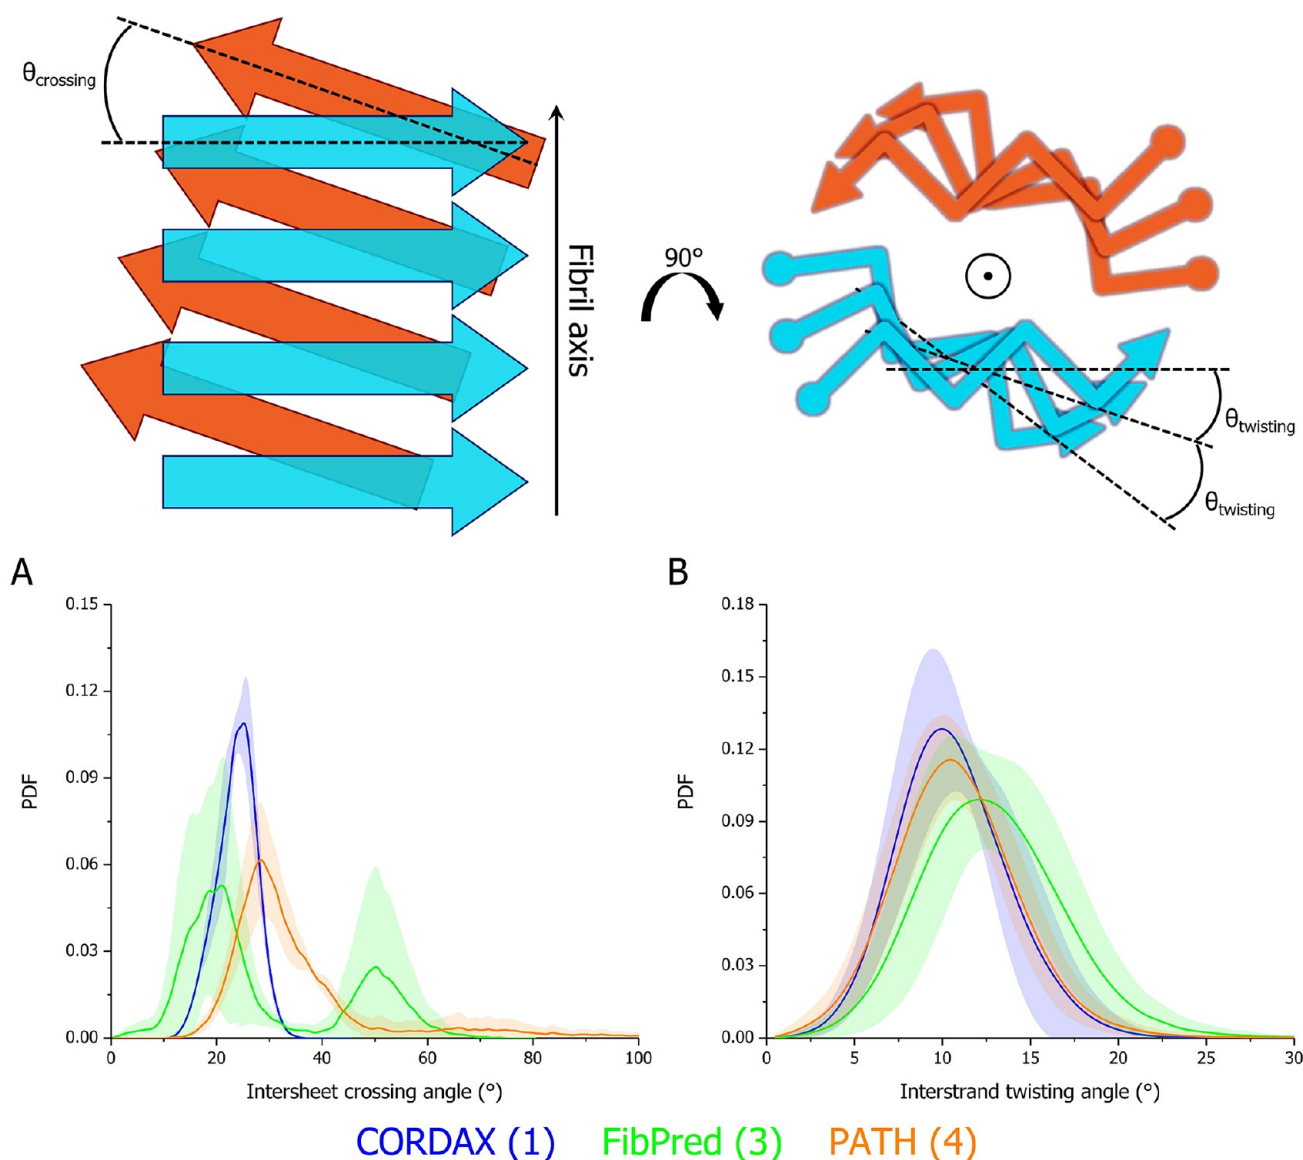 θcrossing
Fibril axis
90°
θtwisting
θtwisting
A
B
0.15
0.12
0.09
0.06
0.03
0.00
PDF
0
20
40
60
80
100
Intersheet crossing angle (°)
0.18
0.15
0.12
0.09
0.06
0.03
0.00
PDF
0
5
10
15
20
25
30
Interstrand twisting angle (°)
CORDAX (1) FibPred (3) PATH (4)